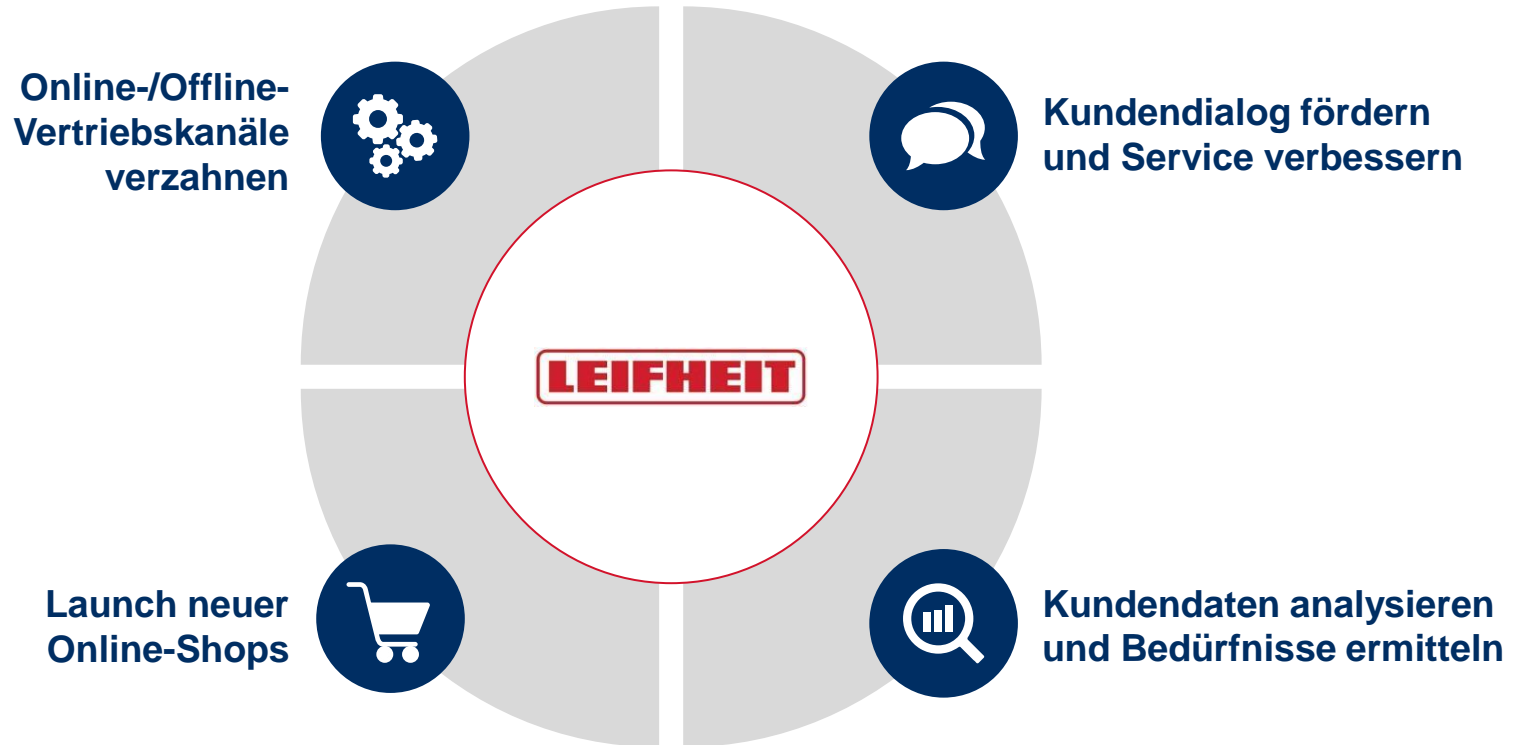 Online-/Offline-
Vertriebskanäle
verzahnen
Kundendialog fördern
und Service verbessern
LEIFHEIT
Launch neuer
Online-Shops
Kundendaten analysieren
und Bedürfnisse ermitteln